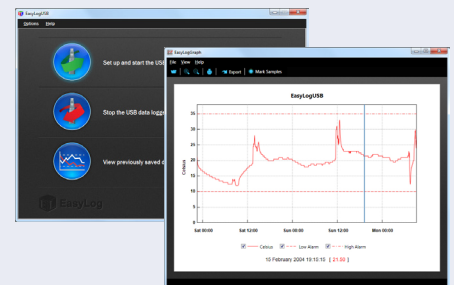 EasyLogUSB
Options Help
Set up and start the USB
Stop the USB data logge
View previously saved d
EasyLog
EasyLogGraph
File View Help
Export Mark Samples
EasyLogUSB
Celsius
35
30
25
20
15
10
5
0
Sat 00:00 Sat 12:00 Sun 00:00 Sun 12:00 Mon 00:00
Celsius Low Alarm High Alarm
15 February 2004 19:15:15 [ 21.50 ]